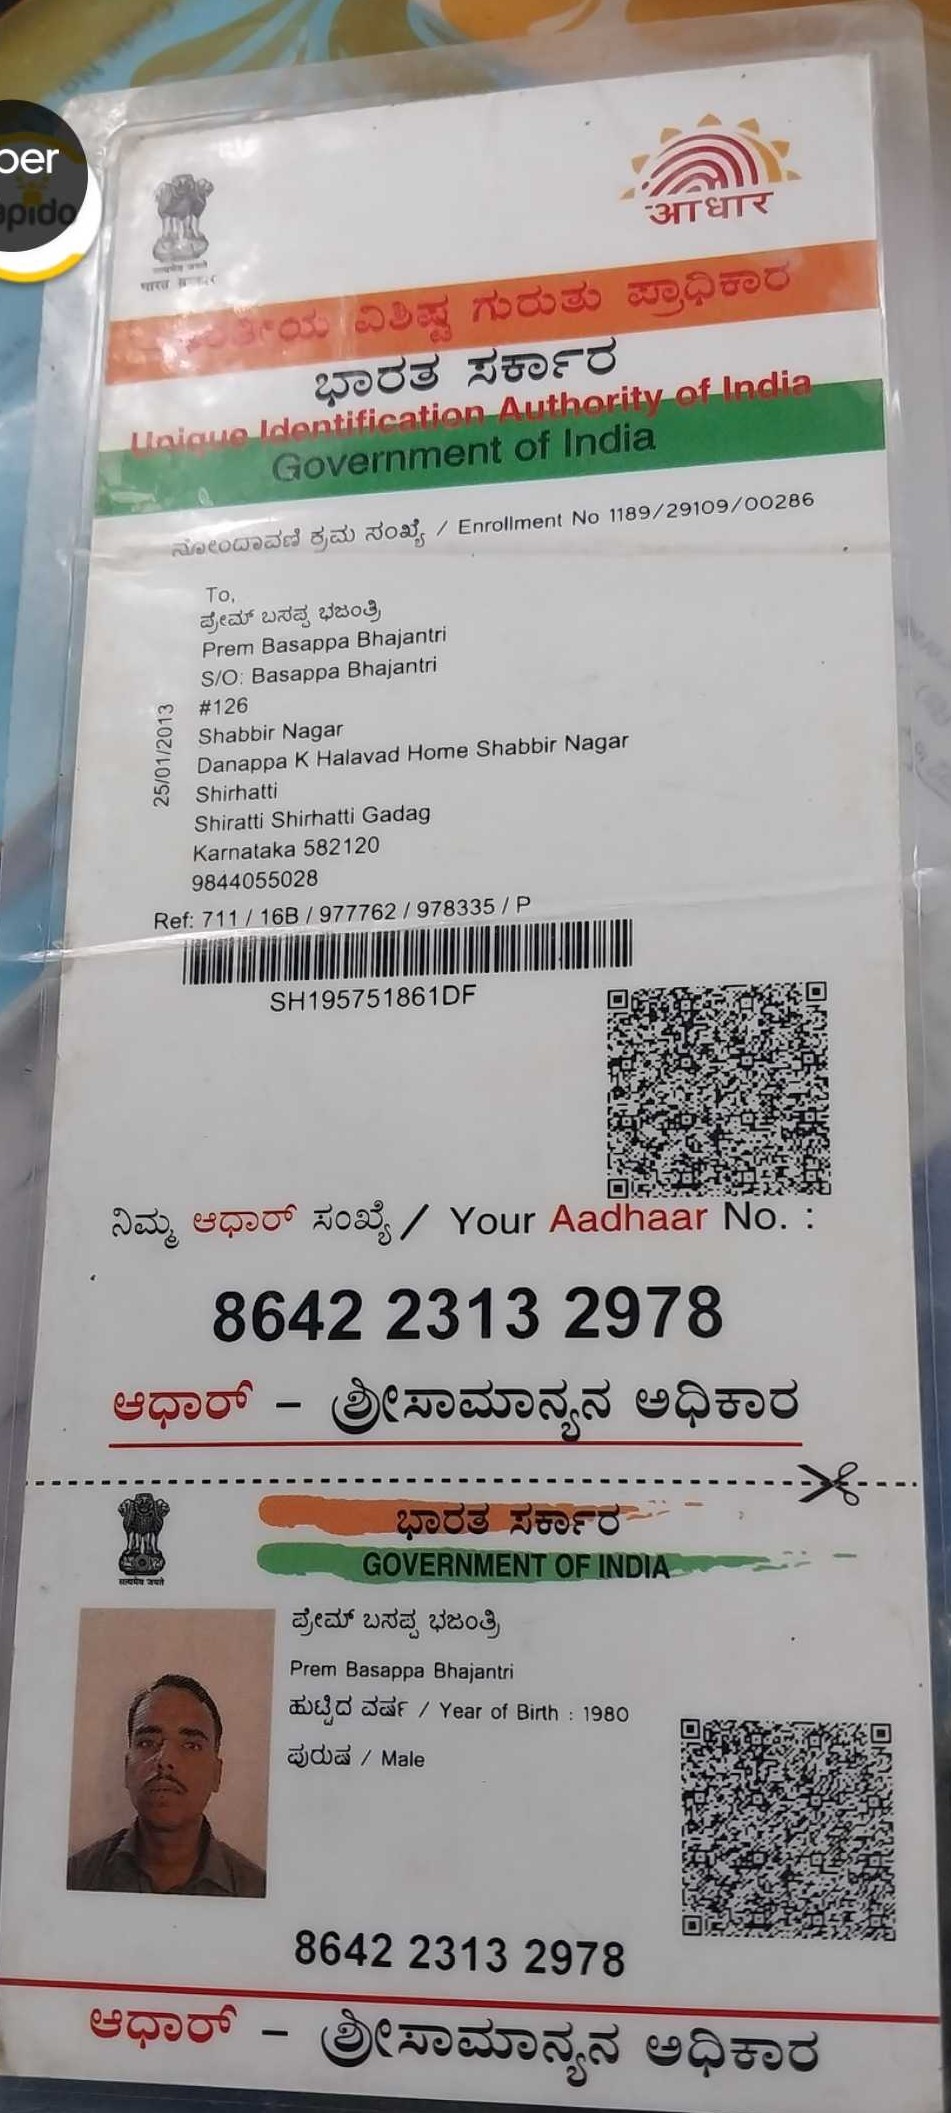 आधार
ವಿಶಿಷ್ಟ ಗುರುತು ಪ್ರಾಧಿಕಾರ
ಭಾರತ ಸರ್ಕಾರ
Unique Identification Authority of India
Government of India
ನೋಂದಾವಣಿ ಕ್ರಮ ಸಂಖ್ಯೆ / Enrollment No 1189/29109/00286
To,
ಪ್ರೇಮ್ ಬಸಪ್ಪ ಭಜಂತ್ರಿ
Prem Basappa Bhajantri
S/O: Basappa Bhajantri
#126
Shabbir Nagar
Danappa K Halavad Home Shabbir Nagar
Shirhatti
Shiratti Shirhatti Gadag
Karnataka 582120
9844055028
25/01/2013
Ref: 711 / 16B / 977762 / 978335 / P
SH195751861DF
ನಿಮ್ಮ ಆಧಾರ್ ಸಂಖ್ಯೆ / Your Aadhaar No. :
8642 2313 2978
ಆಧಾರ್ – ಶ್ರೀಸಾಮಾನ್ಯನ ಅಧಿಕಾರ
ಭಾರತ ಸರ್ಕಾರ
GOVERNMENT OF INDIA
सत्यमेव जयते
ಪ್ರೇಮ್ ಬಸಪ್ಪ ಭಜಂತ್ರಿ
Prem Basappa Bhajantri
ಹುಟ್ಟಿದ ವರ್ಷ / Year of Birth : 1980
ಪುರುಷ / Male
8642 2313 2978
ಆಧಾರ್ – ಶ್ರೀಸಾಮಾನ್ಯನ ಅಧಿಕಾರ